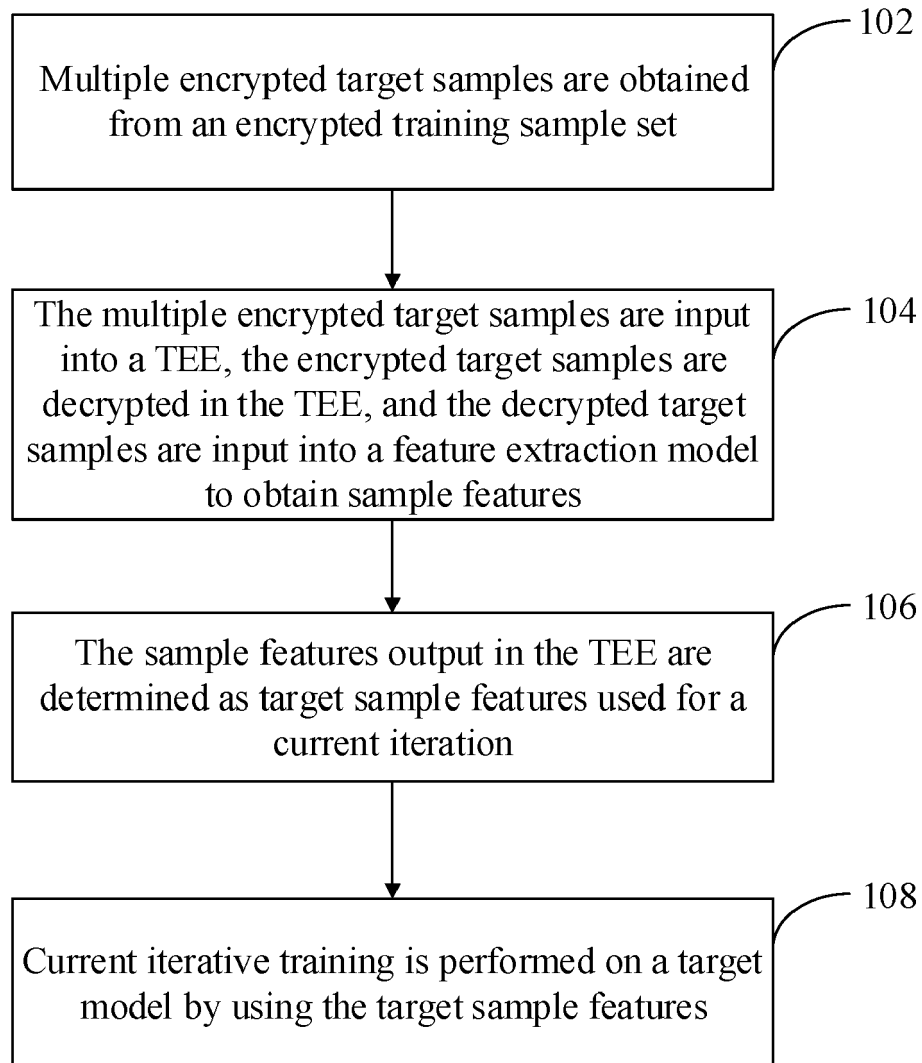 102
Multiple encrypted target samples are obtained
from an encrypted training sample set
104
The multiple encrypted target samples are input
into a TEE, the encrypted target samples are
decrypted in the TEE, and the decrypted target
samples are input into a feature extraction model
to obtain sample features
106
The sample features output in the TEE are
determined as target sample features used for a
current iteration
108
Current iterative training is performed on a target
model by using the target sample features